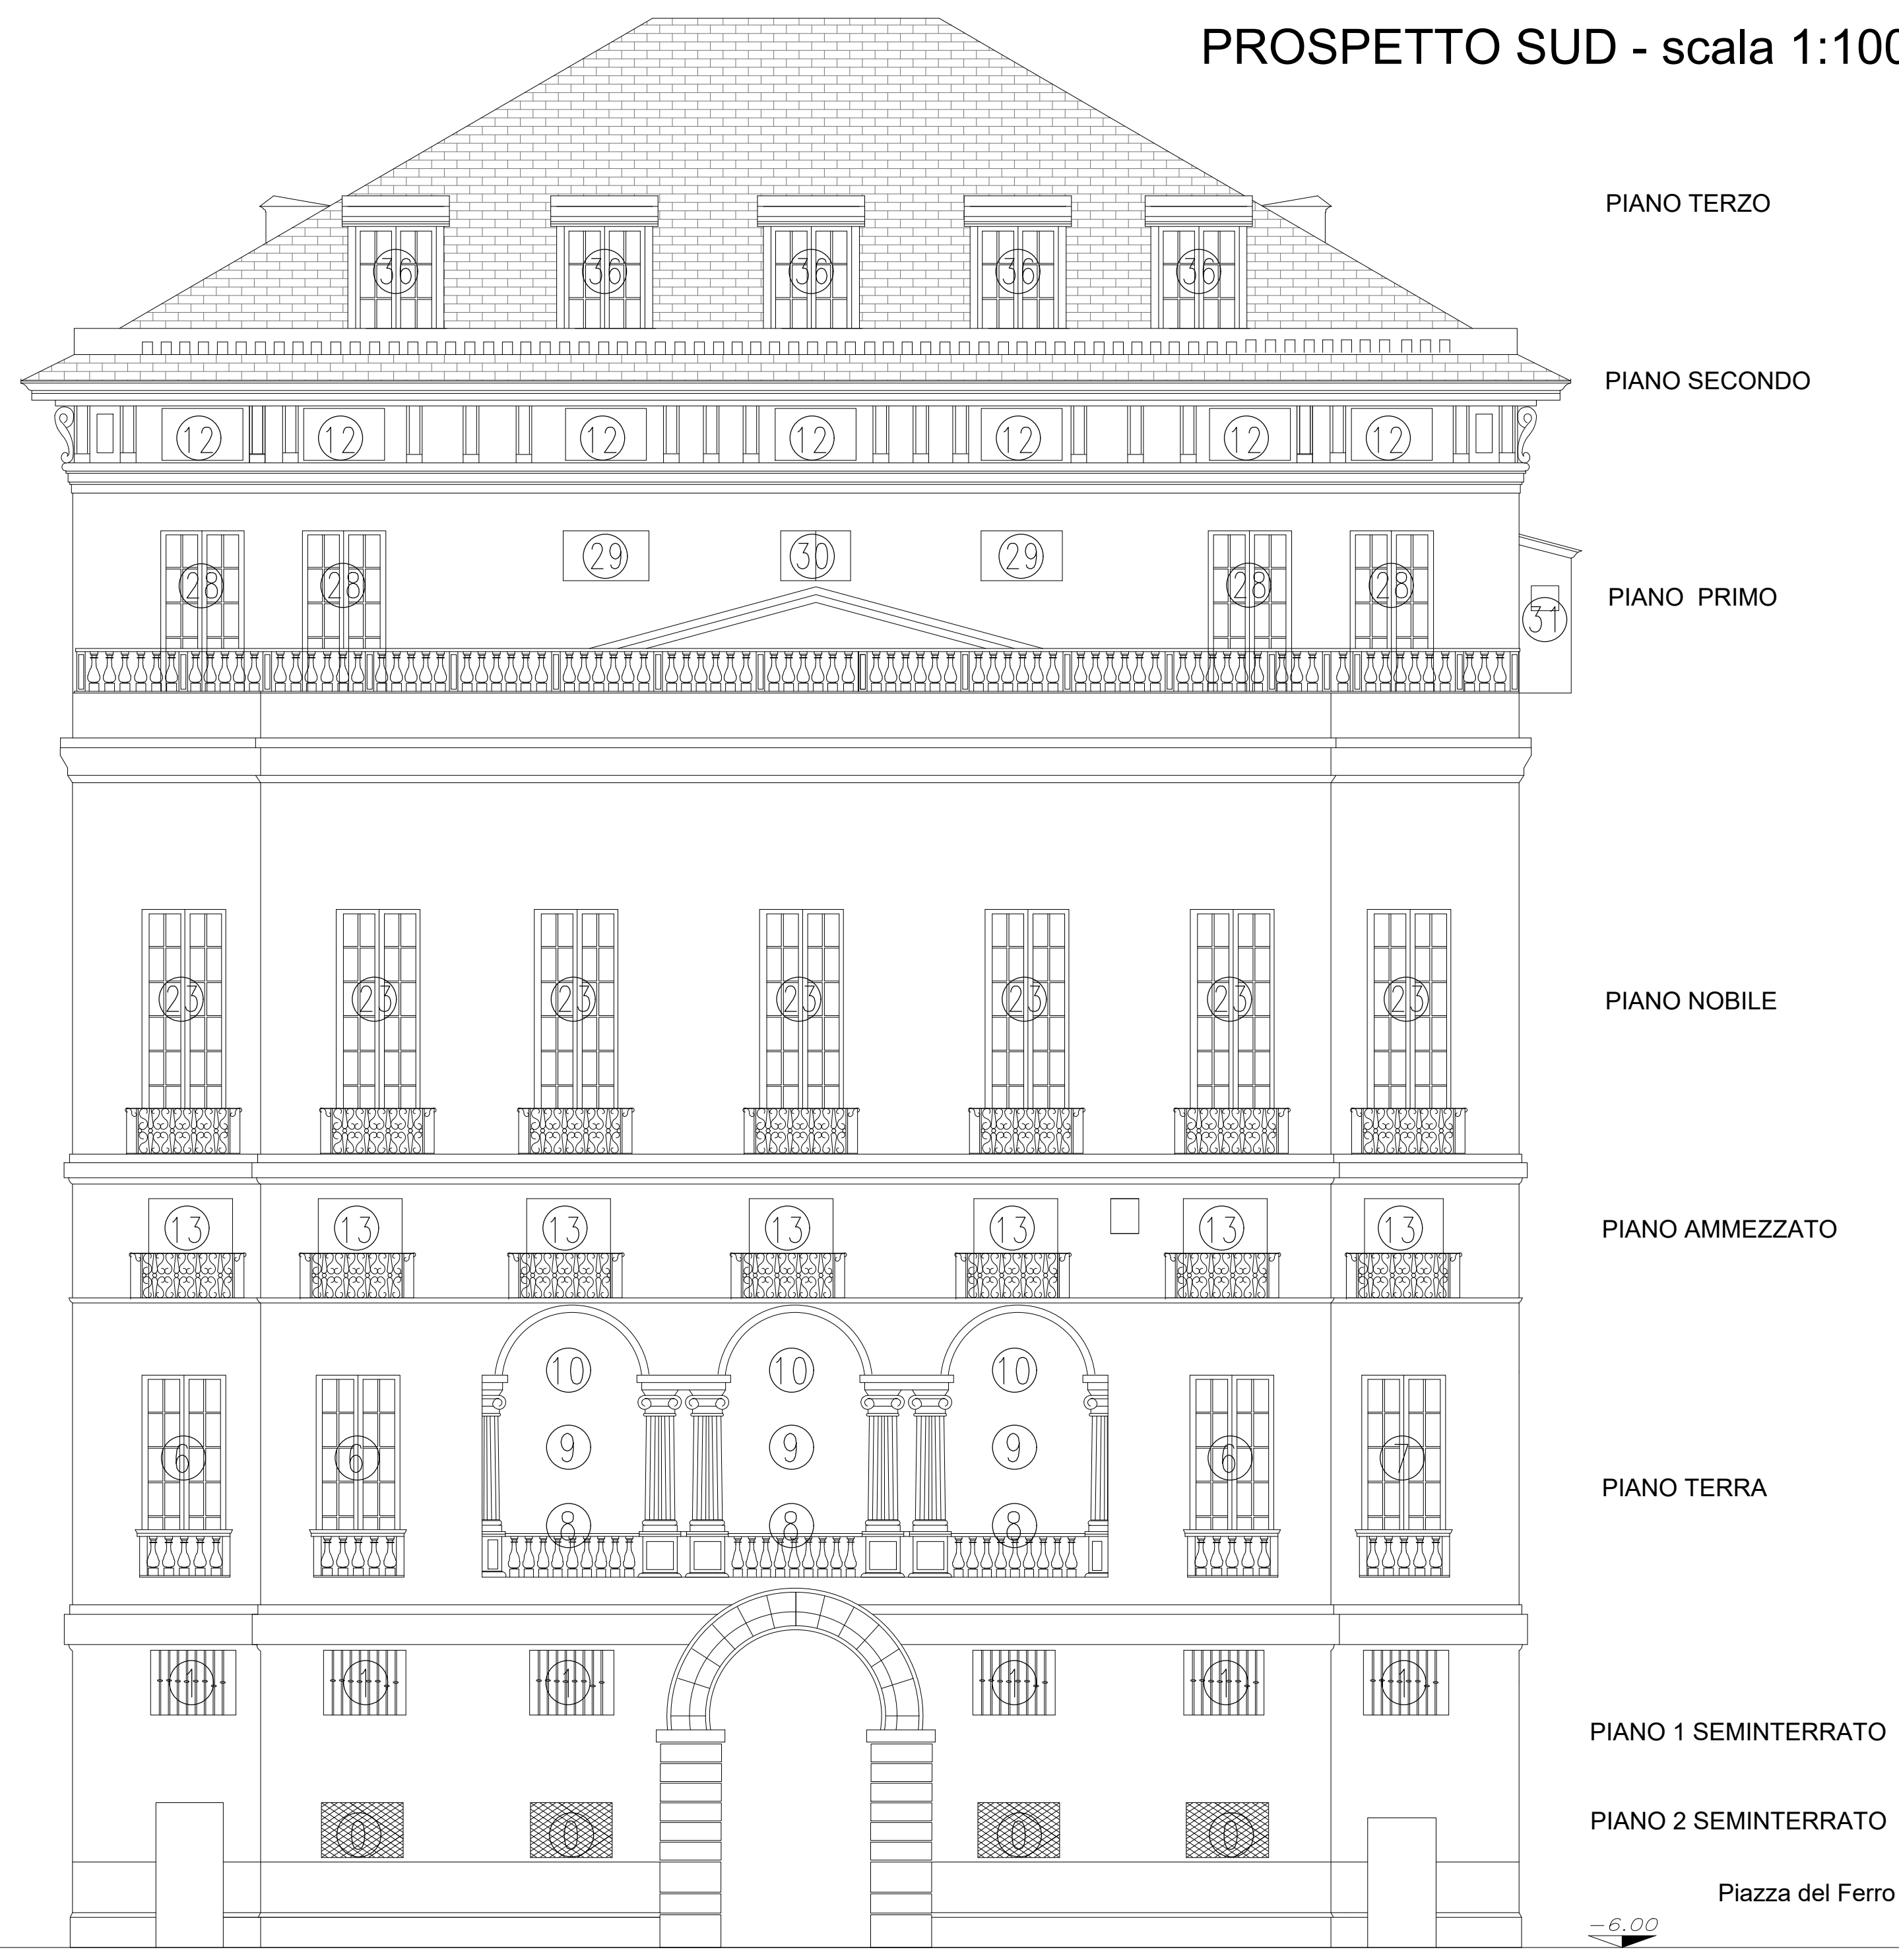 PROSPETTO SUD - scala 1:100
PIANO TERZO
36 36 36 36 36
PIANO SECONDO
12 12 12 12 12 12 12
29 30 29
28 28 28 28
PIANO PRIMO
31
23 23 23 23 23 23 23
PIANO NOBILE
13 13 13 13 13 13 13
PIANO AMMEZZATO
10 10 10
9 9 9
6 6 6 7
PIANO TERRA
8 8 8
1 1 1 1 1 1
PIANO 1 SEMINTERRATO
PIANO 2 SEMINTERRATO
0 0 0 0
Piazza del Ferro
-6.00